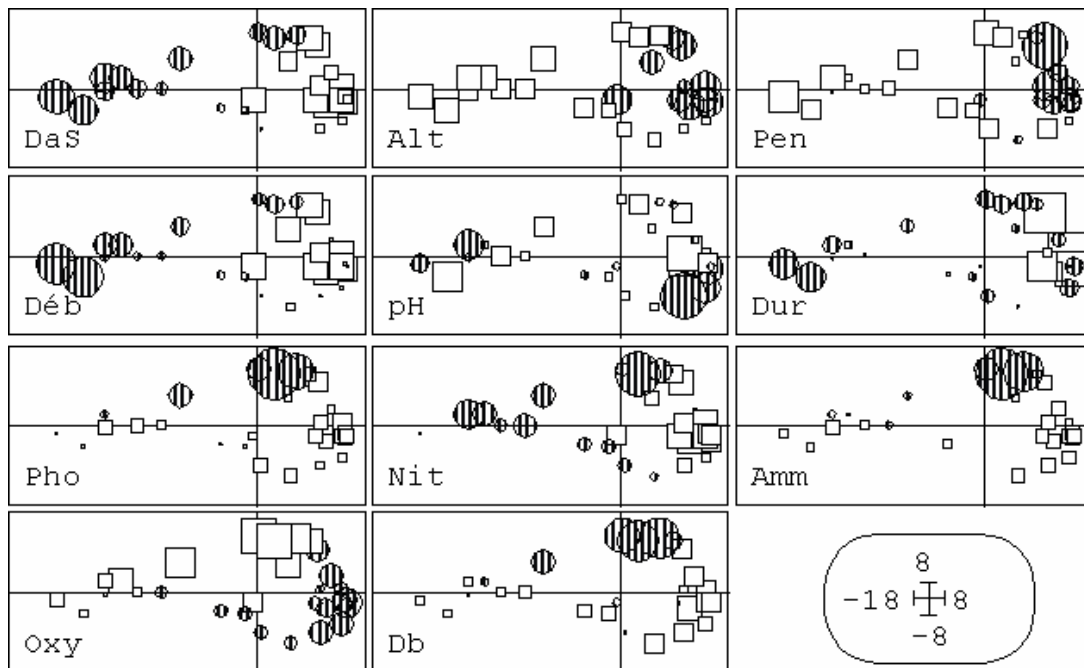 DaS
Alt
Pen
Déb
pH
Dur
Pho
Nit
Amm
Oxy
Db
8
-18 8
-8